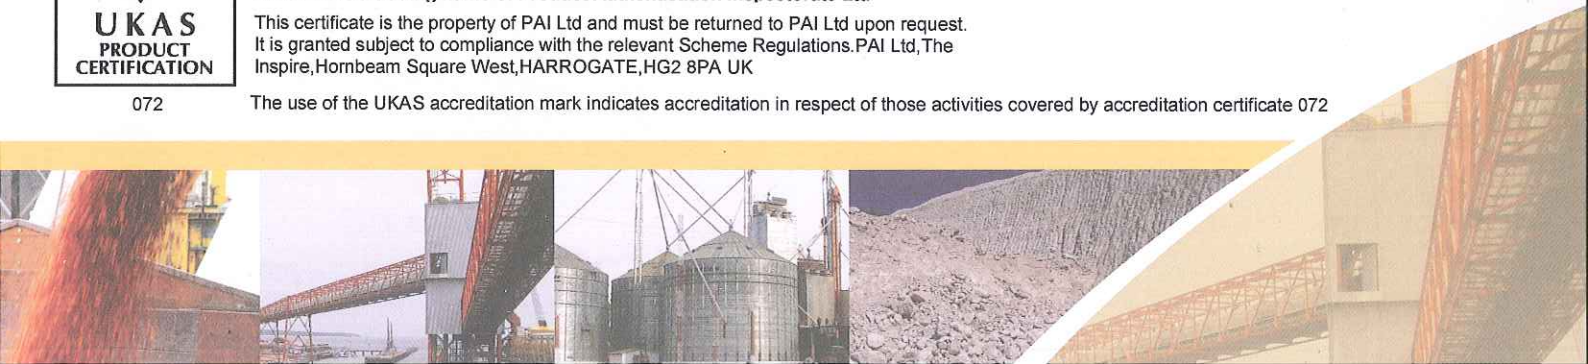 UKAS
PRODUCT
CERTIFICATION
072
This certificate is the property of PAI Ltd and must be returned to PAI Ltd upon request.
It is granted subject to compliance with the relevant Scheme Regulations.PAI Ltd,The
Inspire,Hornbeam Square West,HARROGATE,HG2 8PA UK
The use of the UKAS accreditation mark indicates accreditation in respect of those activities covered by accreditation certificate 072